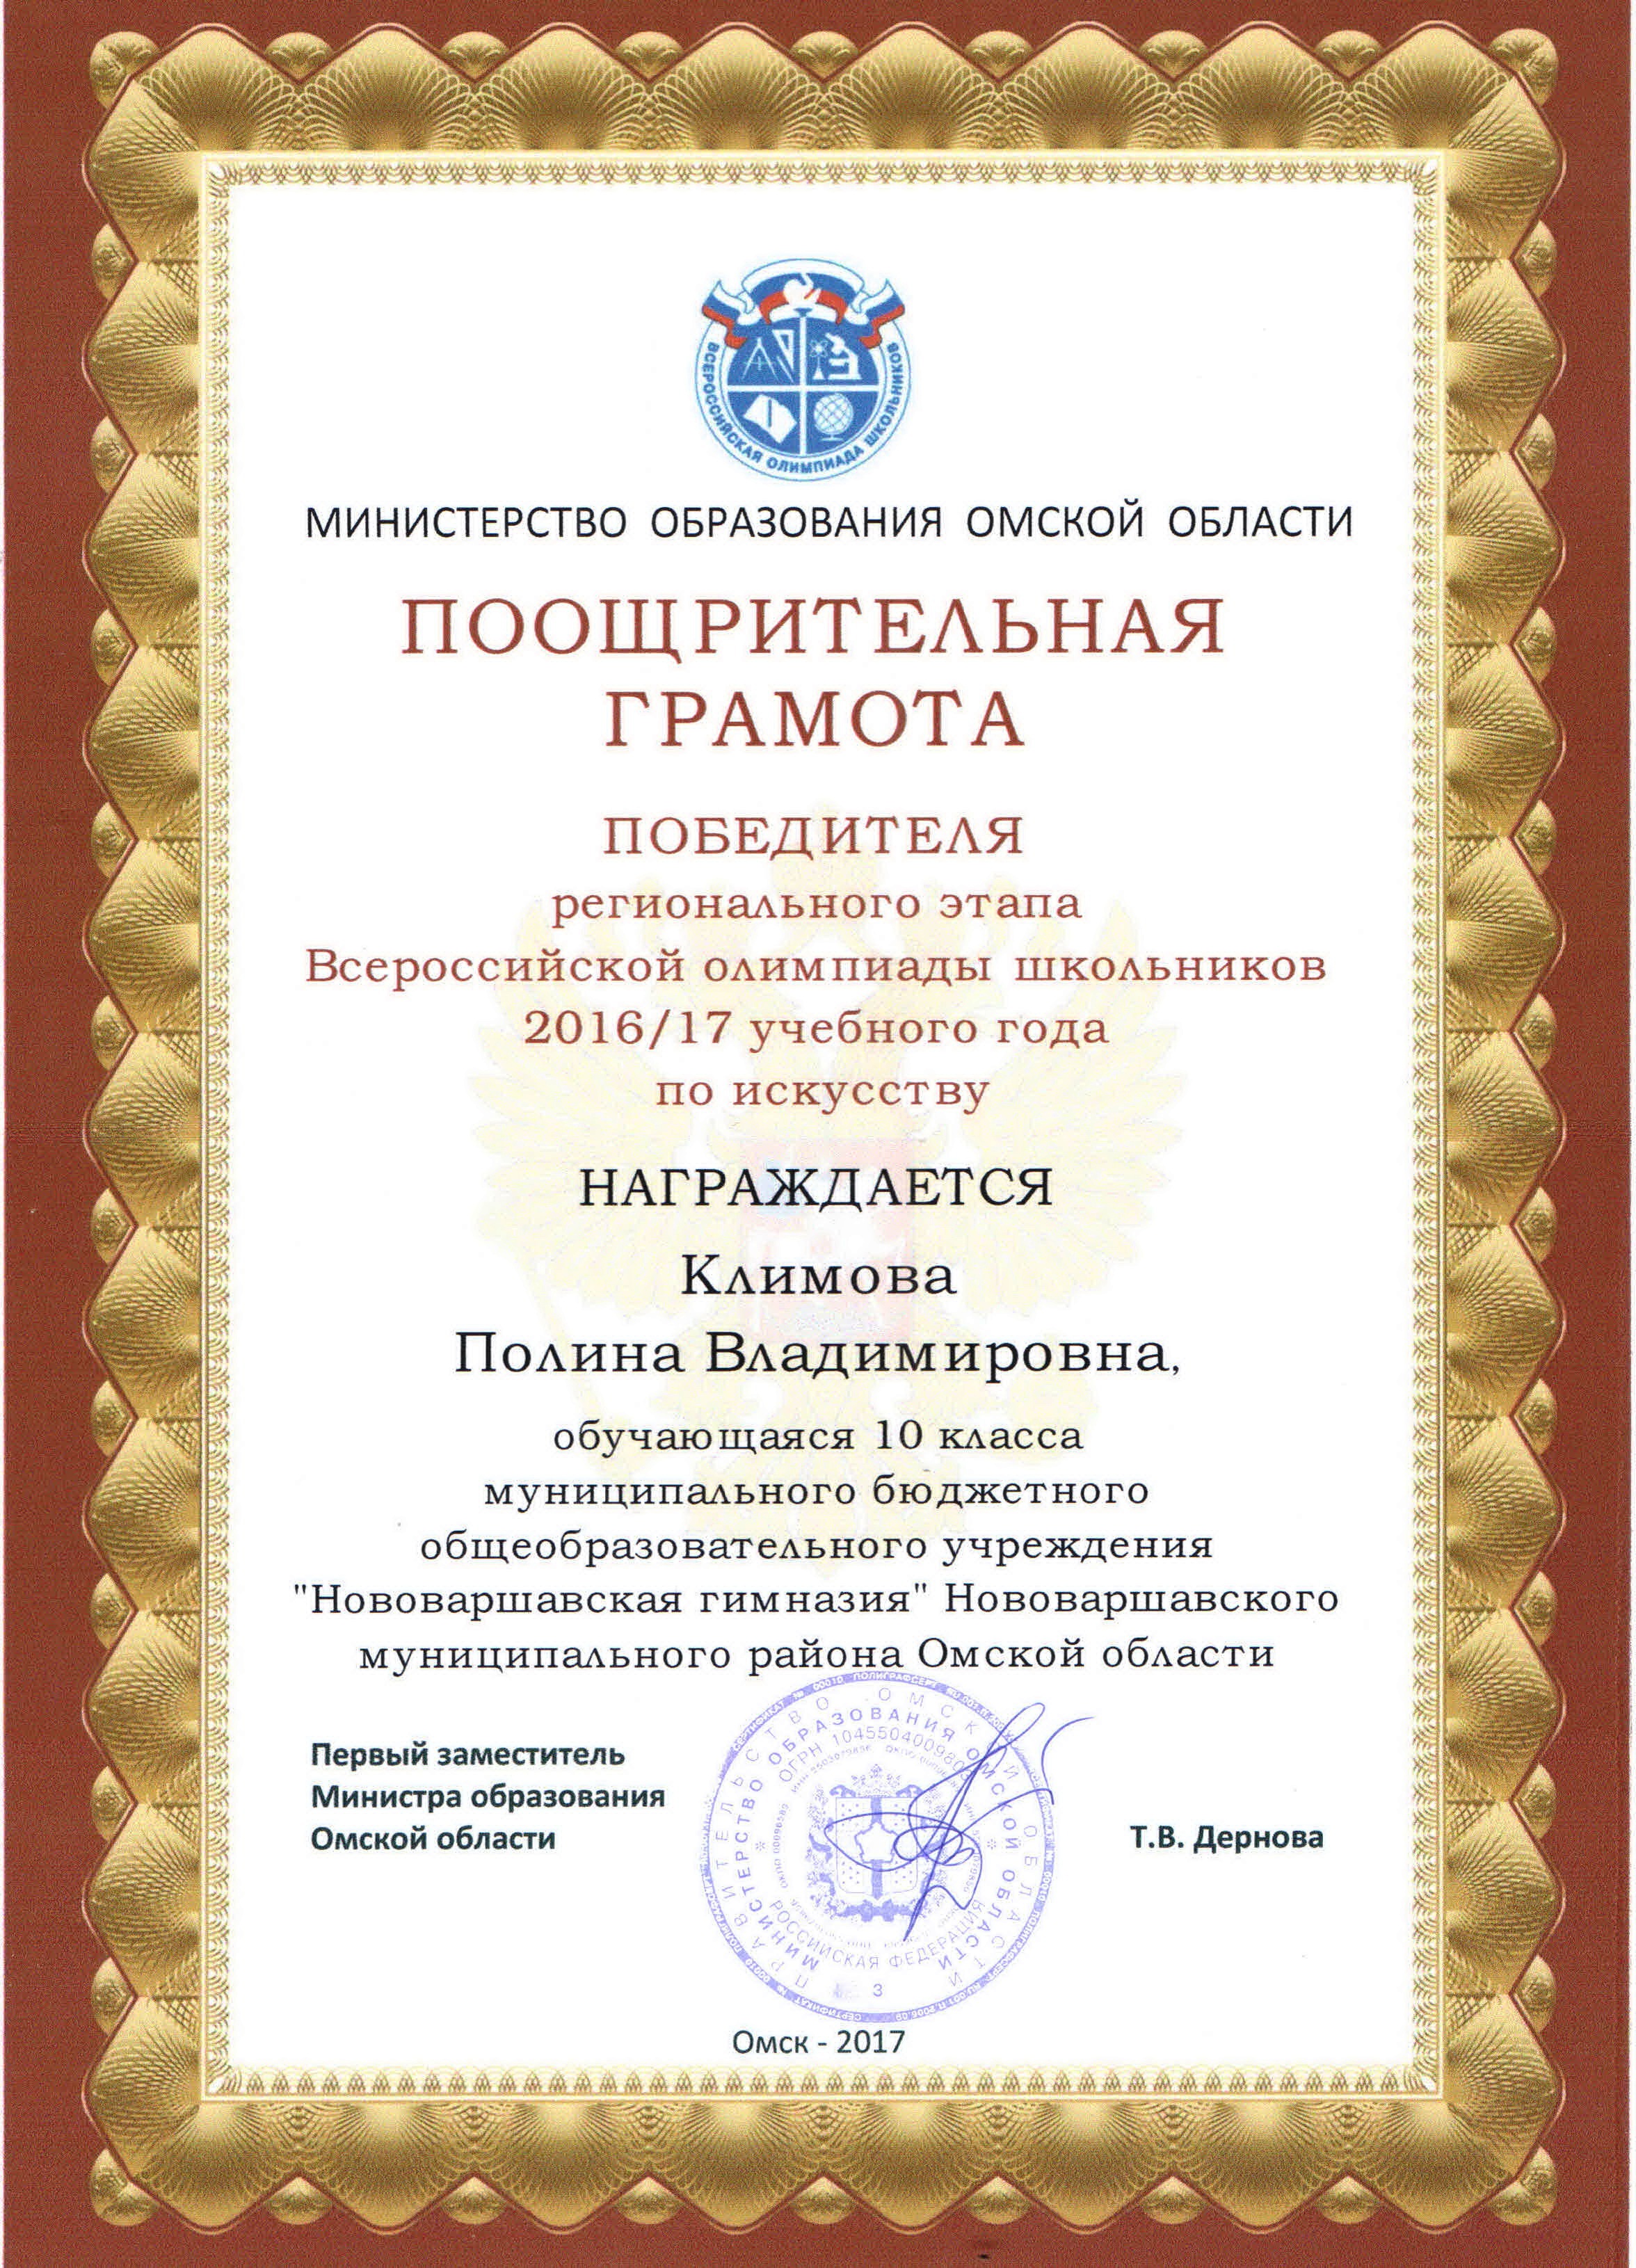 ВСЕРОССИЙСКАЯ ОЛИМПИАДА ШКОЛЬНИКОВ
МИНИСТЕРСТВО ОБРАЗОВАНИЯ ОМСКОЙ ОБЛАСТИ
ПООЩРИТЕЛЬНАЯ
ГРАМОТА
ПОБЕДИТЕЛЯ
регионального этапа
Всероссийской олимпиады школьников
2016/17 учебного года
по искусству
НАГРАЖДАЕТСЯ
Климова
Полина Владимировна,
обучающаяся 10 класса
муниципального бюджетного
общеобразовательного учреждения
"Нововаршавская гимназия" Нововаршавского
муниципального района Омской области
Первый заместитель
Министра образования
Омской области
Т.В. Дернова
ПРАВИТЕЛЬСТВО ОМСКОЙ ОБЛАСТИ
МИНИСТЕРСТВО ОБРАЗОВАНИЯ ОМСКОЙ ОБЛАСТИ
ОГРН 1045504009803
РОССИЙСКАЯ ФЕДЕРАЦИЯ
3
Омск - 2017